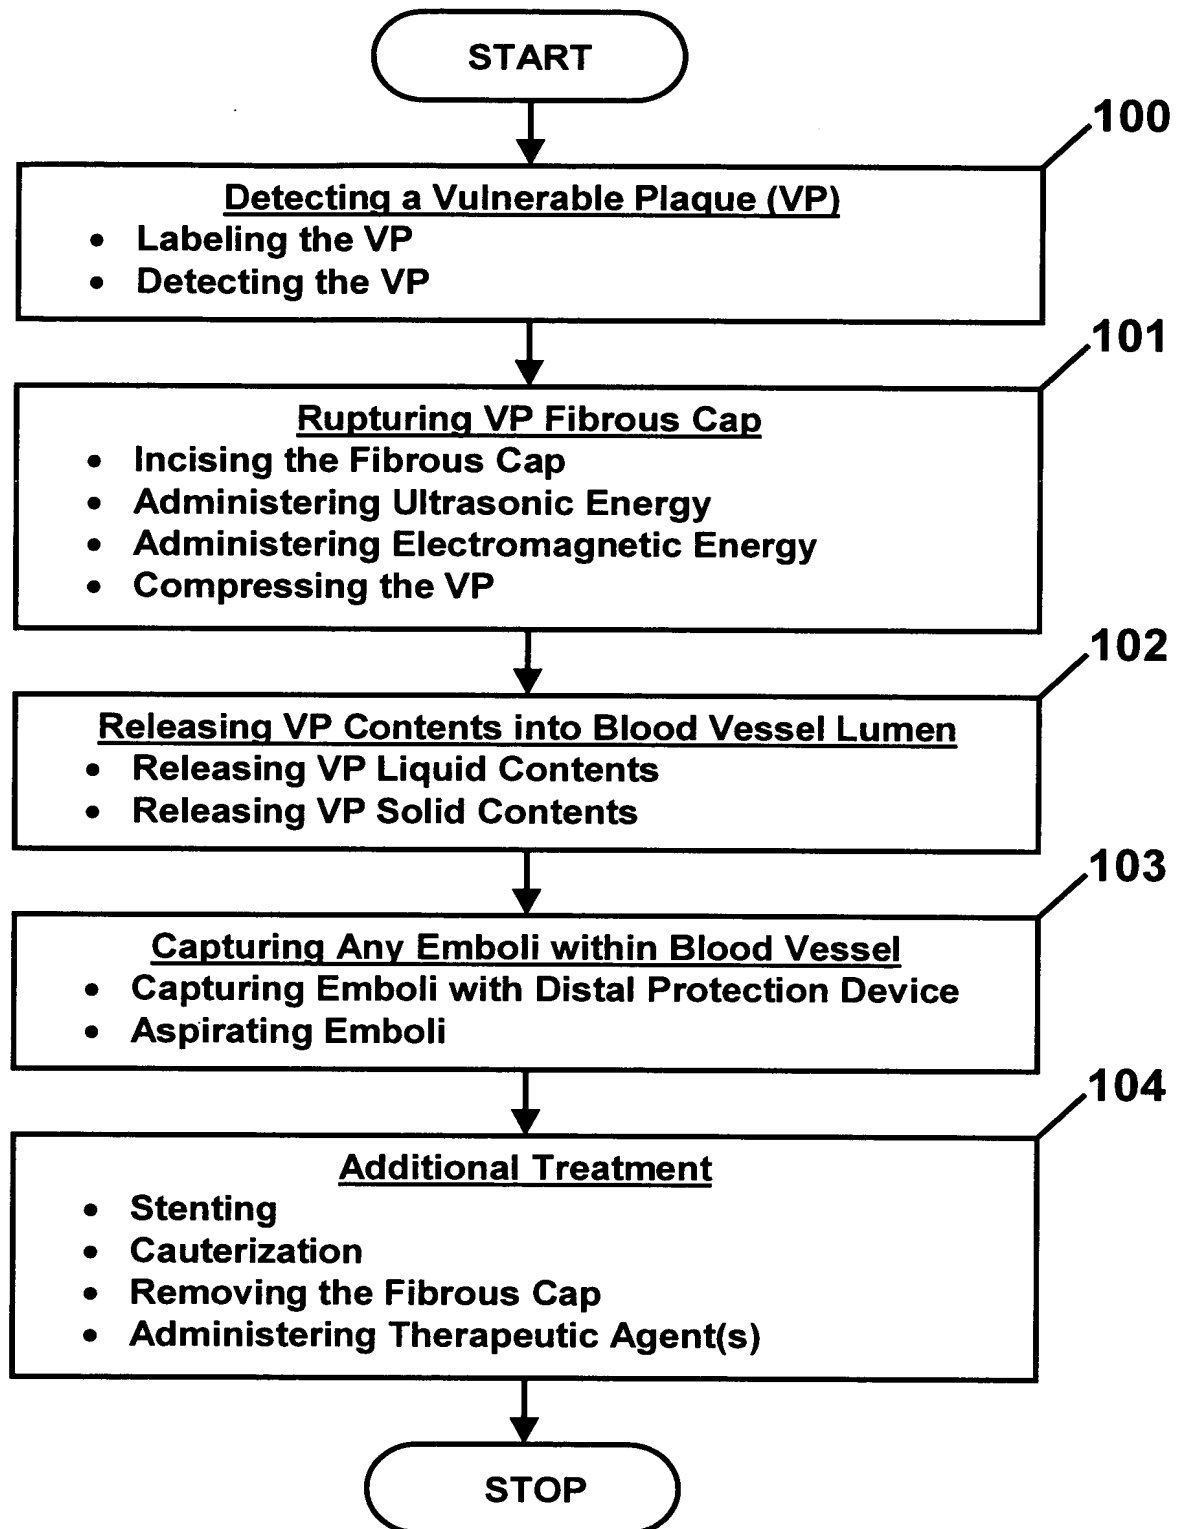 START
100
Detecting a Vulnerable Plaque (VP)
• Labeling the VP
• Detecting the VP
101
Rupturing VP Fibrous Cap
• Incising the Fibrous Cap
• Administering Ultrasonic Energy
• Administering Electromagnetic Energy
• Compressing the VP
102
Releasing VP Contents into Blood Vessel Lumen
• Releasing VP Liquid Contents
• Releasing VP Solid Contents
103
Capturing Any Emboli within Blood Vessel
• Capturing Emboli with Distal Protection Device
• Aspirating Emboli
104
Additional Treatment
• Stenting
• Cauterization
• Removing the Fibrous Cap
• Administering Therapeutic Agent(s)
STOP